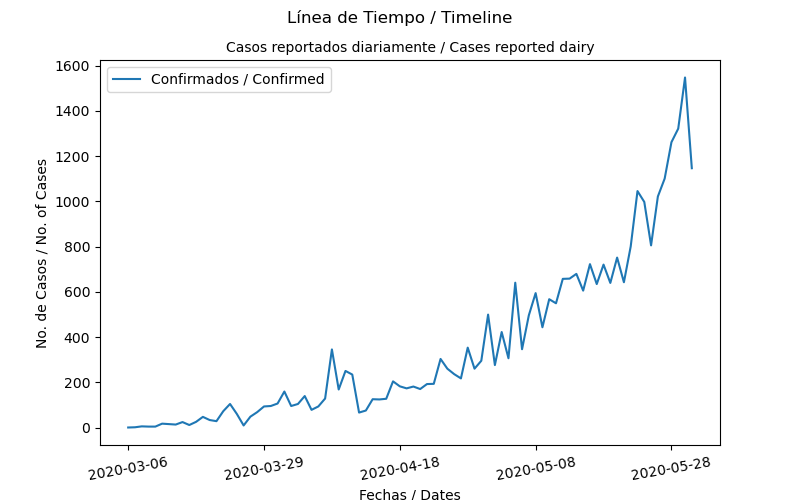 Línea de Tiempo / Timeline
Casos reportados diariamente / Cases reported dairy
Confirmados / Confirmed
No. de Casos / No. of Cases
1600
1400
1200
1000
800
600
400
200
0
2020-03-06
2020-03-29
2020-04-18
2020-05-08
2020-05-28
Fechas / Dates